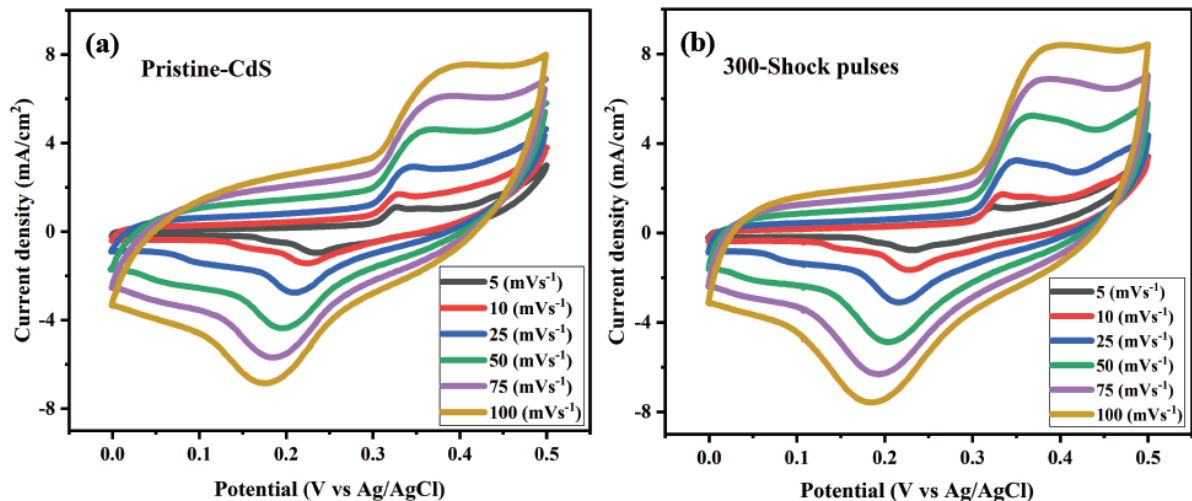 (a)
Pristine-CdS
8
4
0
-4
-8
Current density (mA/cm²)
5 (mVs⁻¹)
10 (mVs⁻¹)
25 (mVs⁻¹)
50 (mVs⁻¹)
75 (mVs⁻¹)
100 (mVs⁻¹)
0.0 0.1 0.2 0.3 0.4 0.5
Potential (V vs Ag/AgCl)
(b)
300-Shock pulses
8
4
0
-4
-8
Current density (mA/cm²)
5 (mVs⁻¹)
10 (mVs⁻¹)
25 (mVs⁻¹)
50 (mVs⁻¹)
75 (mVs⁻¹)
100 (mVs⁻¹)
0.0 0.1 0.2 0.3 0.4 0.5
Potential (V vs Ag/AgCl)